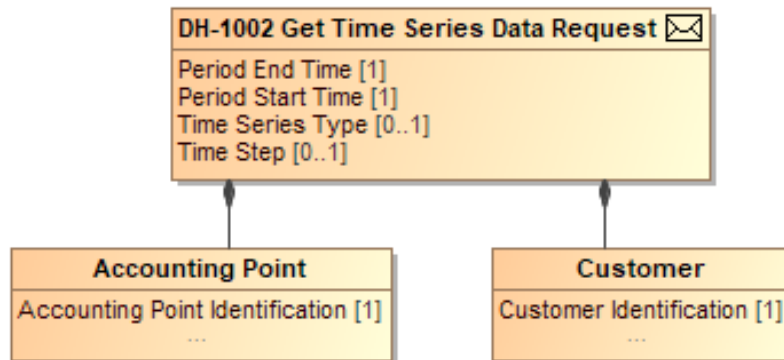 DH-1002 Get Time Series Data Request
Period End Time [1]
Period Start Time [1]
Time Series Type [0..1]
Time Step [0..1]
Accounting Point
Accounting Point Identification [1]
...
Customer
Customer Identification [1]
...